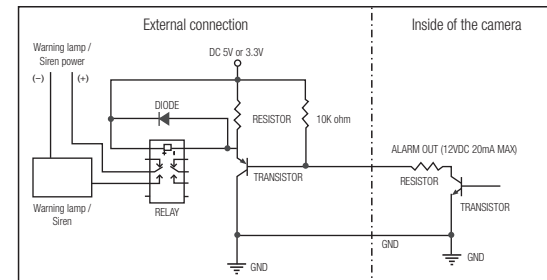 External connection
Inside of the camera
DC 5V or 3.3V
Warning lamp /
Siren power
(−)
(+)
DIODE
RESISTOR
10K ohm
ALARM OUT (12VDC 20mA MAX)
+
-
TRANSISTOR
RESISTOR
TRANSISTOR
Warning lamp /
Siren
RELAY
GND
GND
GND